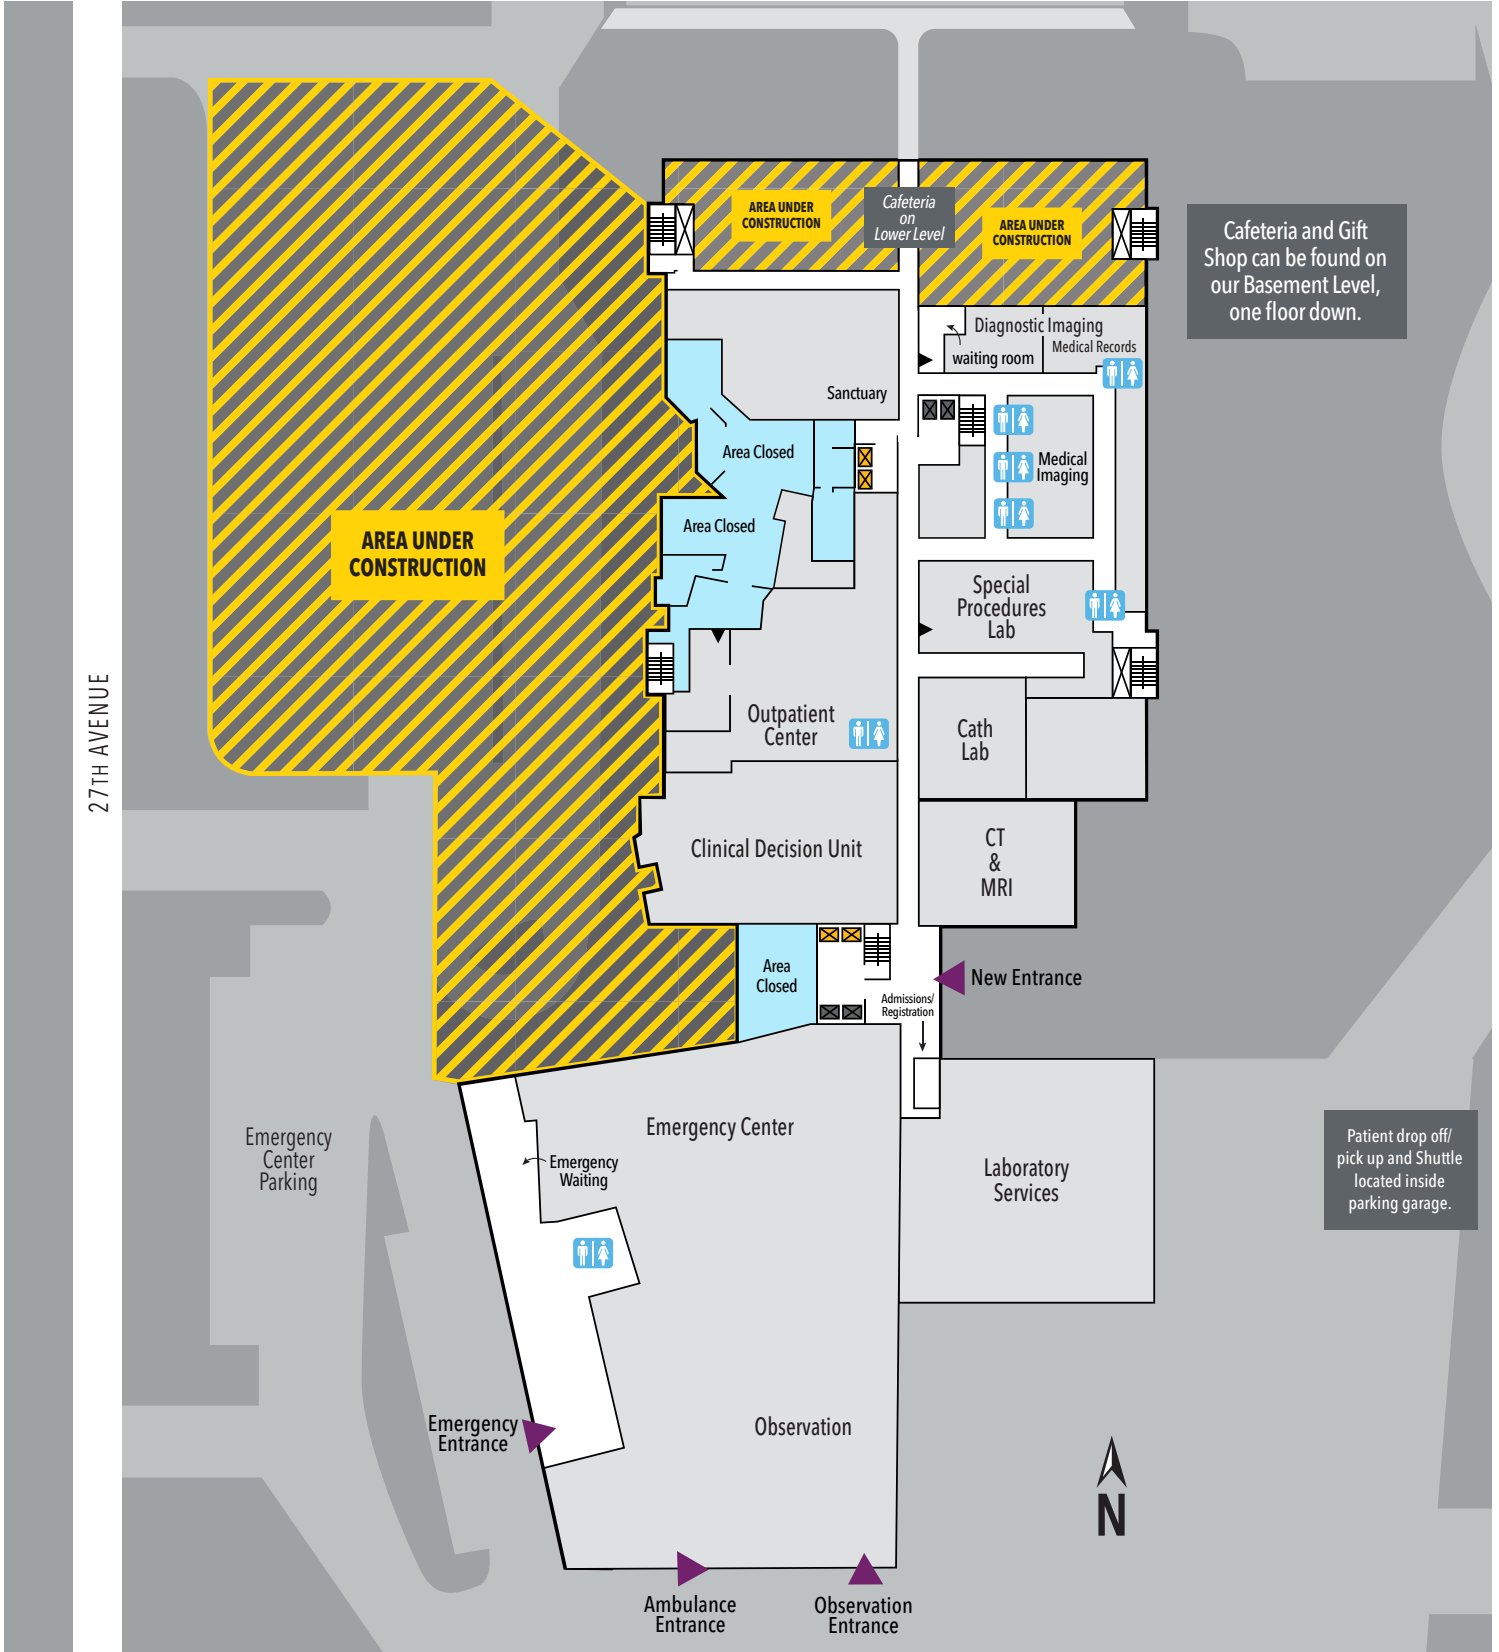 AREA UNDER
CONSTRUCTION
Cafeteria
on
Lower Level
AREA UNDER
CONSTRUCTION
Cafeteria and Gift
Shop can be found on
our Basement Level,
one floor down.
Diagnostic Imaging
Medical Records
waiting room
Sanctuary
Area Closed
Medical
Imaging
Area Closed
AREA UNDER
CONSTRUCTION
Special
Procedures
Lab
27TH AVENUE
Outpatient
Center
Cath
Lab
Clinical Decision Unit
CT
&
MRI
Area
Closed
New Entrance
Admissions/
Registration
Emergency Center
Emergency
Center
Parking
Emergency
Waiting
Laboratory
Services
Patient drop off/
pick up and Shuttle
located inside
parking garage.
Emergency
Entrance
Observation
N
Ambulance
Entrance
Observation
Entrance